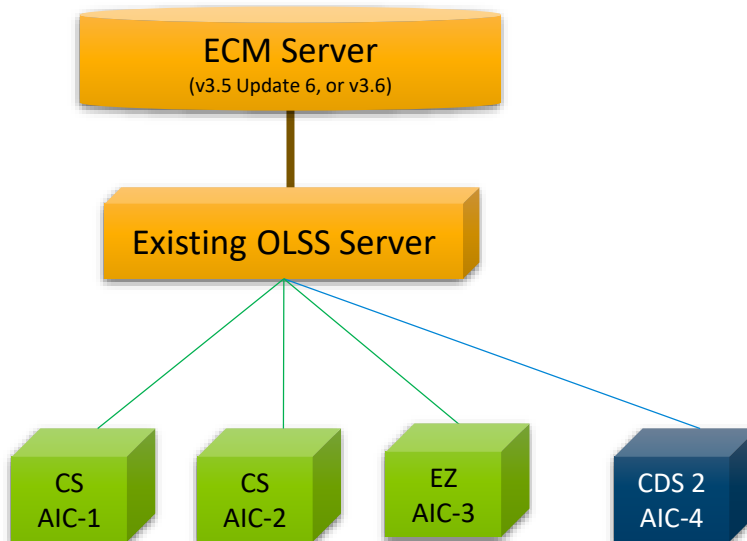 ECM Server
(v3.5 Update 6, or v3.6)
Existing OLSS Server
CS
AIC-1
CS
AIC-2
EZ
AIC-3
CDS 2
AIC-4